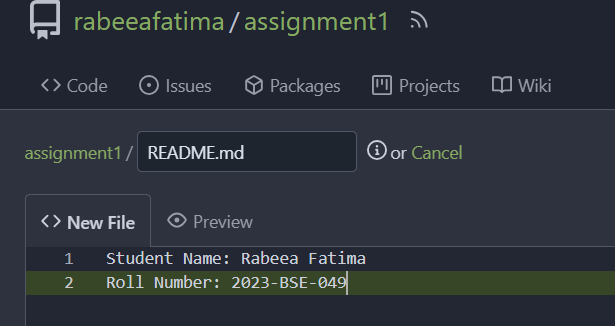 rabeeafatima / assignment1
Code Issues Packages Projects Wiki
assignment1 / README.md or Cancel
New File Preview
1 Student Name: Rabeea Fatima
2 Roll Number: 2023-BSE-049